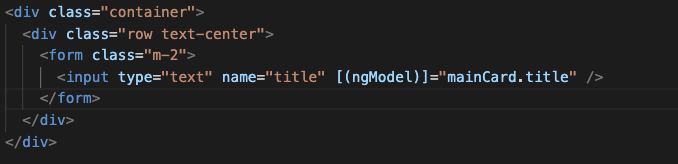 <div class="container">
<div class="row text-center">
<form class="m-2">
<input type="text" name="title" [(ngModel)]="mainCard.title" />
</form>
</div>
</div>